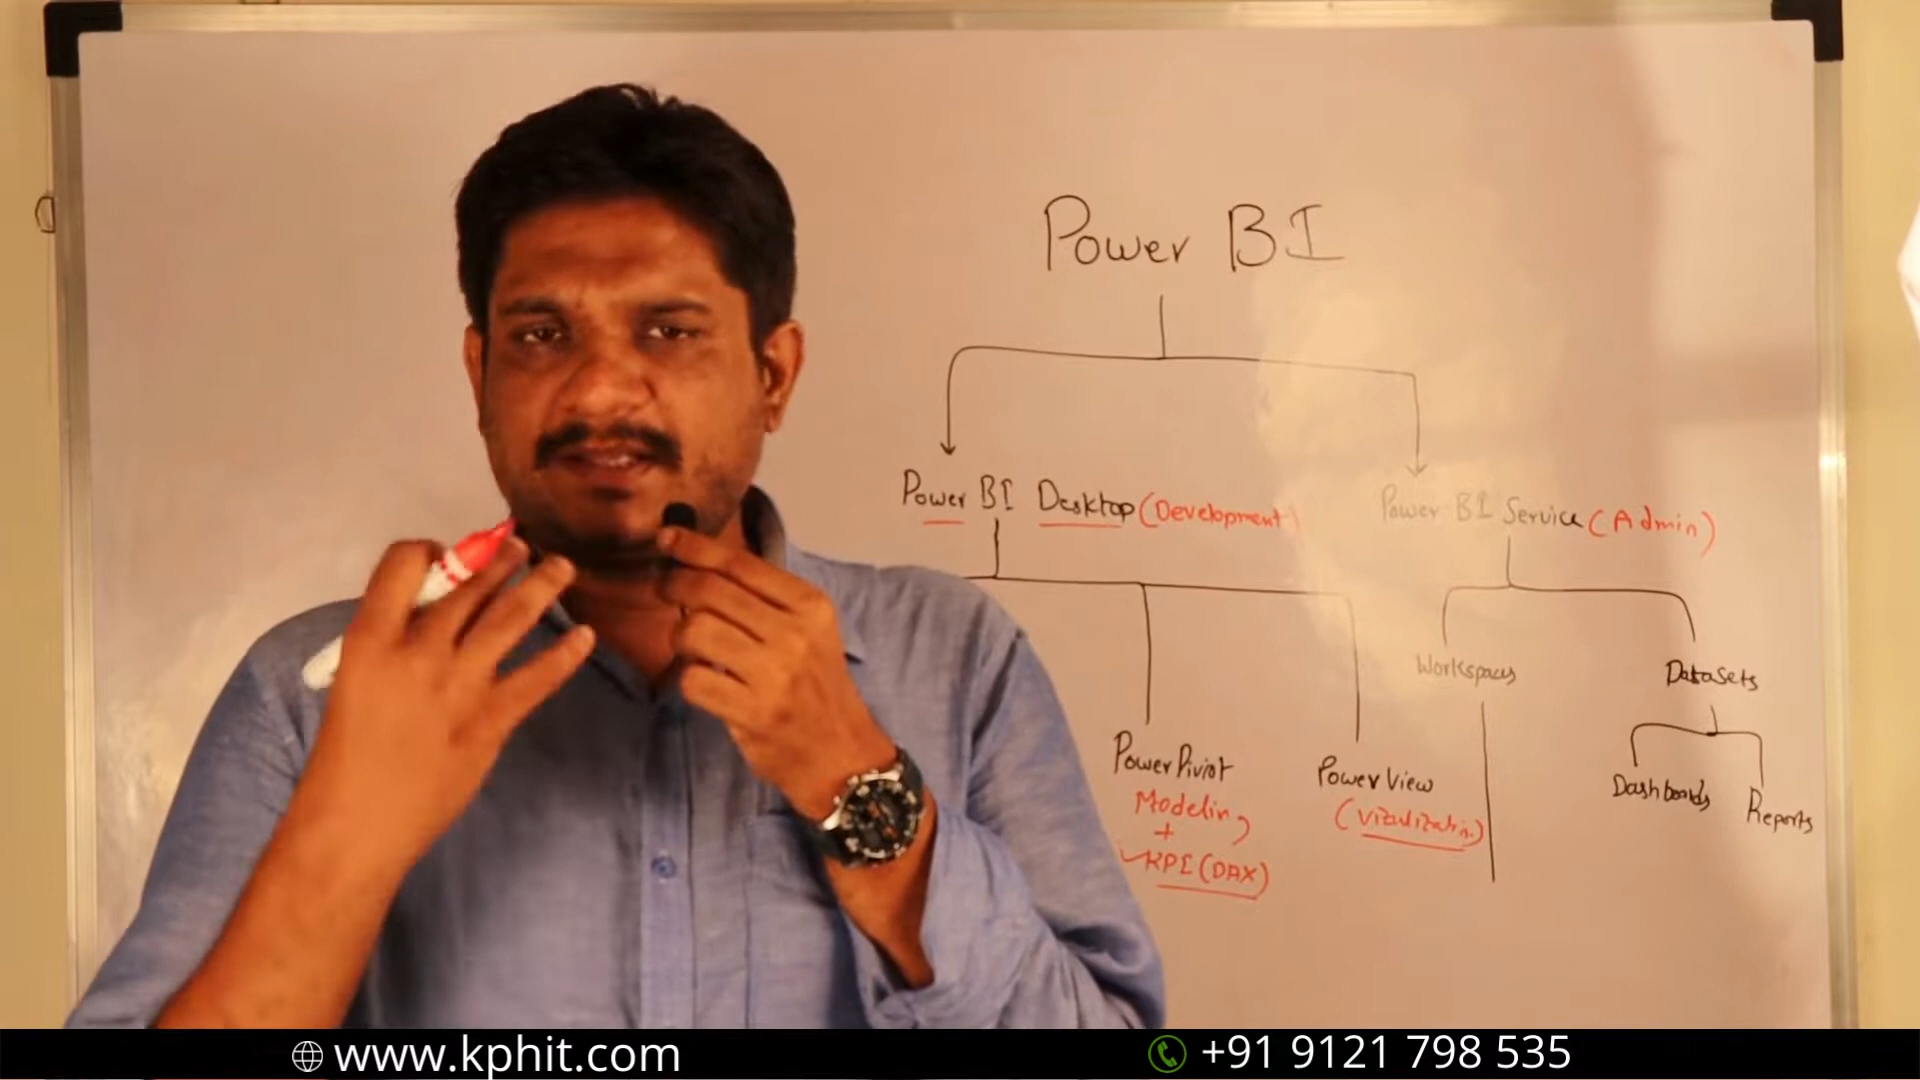 Power BI
Power BI Desktop (Development)
Power BI Service (Admin)
Workspaces
Datasets
Power Pivot
Modeling
+
KPI (DAX)
Power View
(Vizulizatin)
Dashboards
Reports
www.kphit.com
+91 9121 798 535